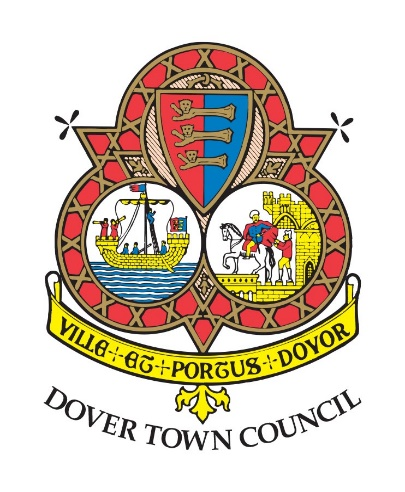 VILLE + ET + PORTUS + DOVOR
DOVER TOWN COUNCIL